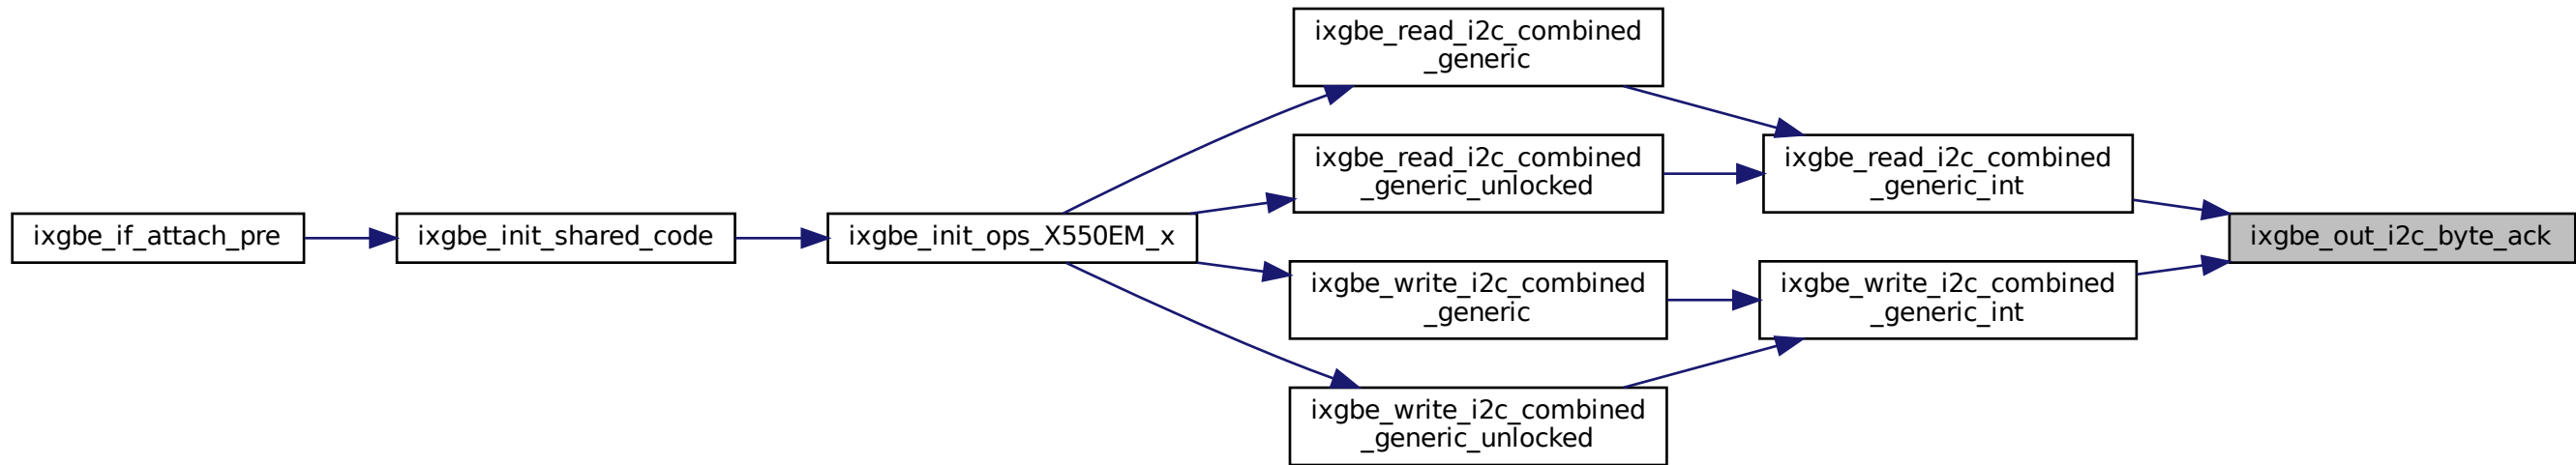 ixgbe_if_attach_pre
ixgbe_init_shared_code
ixgbe_init_ops_X550EM_x
ixgbe_read_i2c_combined
_generic
ixgbe_read_i2c_combined
_generic_unlocked
ixgbe_write_i2c_combined
_generic
ixgbe_write_i2c_combined
_generic_unlocked
ixgbe_read_i2c_combined
_generic_int
ixgbe_write_i2c_combined
_generic_int
ixgbe_out_i2c_byte_ack